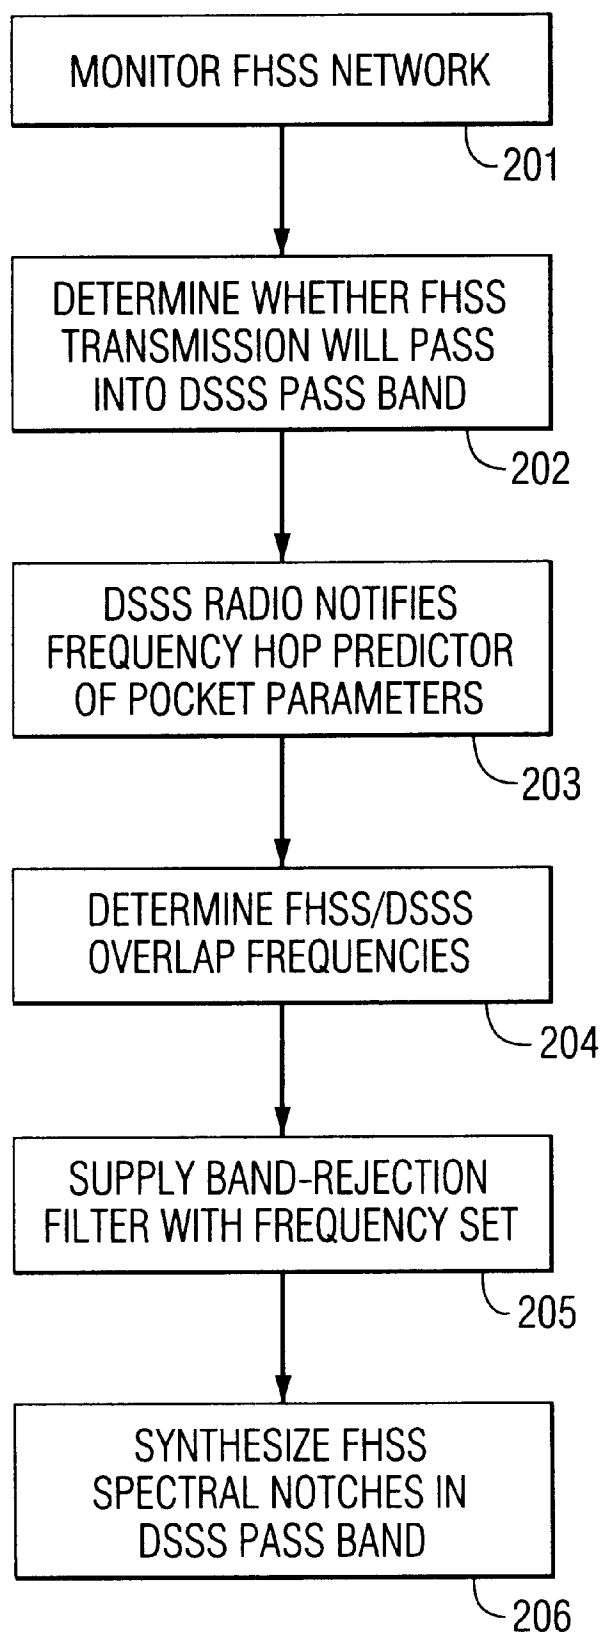 MONITOR FHSS NETWORK
201
DETERMINE WHETHER FHSS
TRANSMISSION WILL PASS
INTO DSSS PASS BAND
202
DSSS RADIO NOTIFIES
FREQUENCY HOP PREDICTOR
OF POCKET PARAMETERS
203
DETERMINE FHSS/DSSS
OVERLAP FREQUENCIES
204
SUPPLY BAND-REJECTION
FILTER WITH FREQUENCY SET
205
SYNTHESIZE FHSS
SPECTRAL NOTCHES IN
DSSS PASS BAND
206